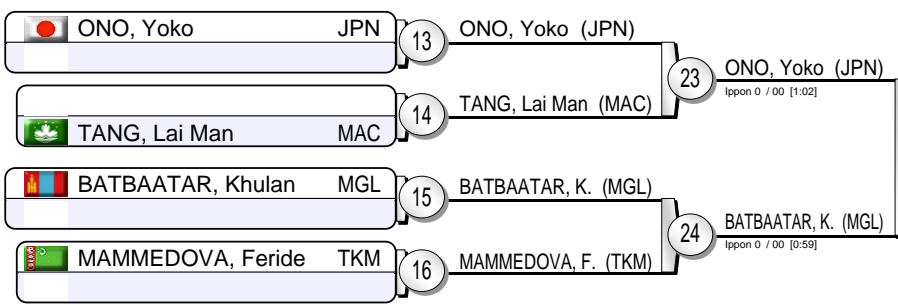 ONO, Yoko JPN
13
ONO, Yoko (JPN)
23
ONO, Yoko (JPN)
Ippon 0 / 00 [1:02]
TANG, Lai Man MAC
14
TANG, Lai Man (MAC)
BATBAATAR, Khulan MGL
15
BATBAATAR, K. (MGL)
24
BATBAATAR, K. (MGL)
Ippon 0 / 00 [0:59]
MAMMEDOVA, Feride TKM
16
MAMMEDOVA, F. (TKM)